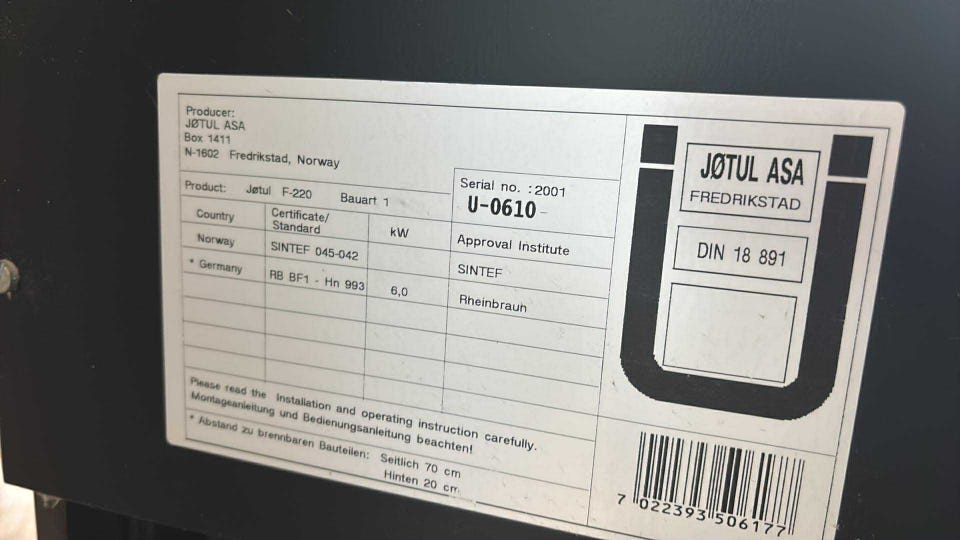 Producer:
JØTUL ASA
Box 1411
N-1602 Fredrikstad, Norway
Product: Jøtul F-220 Bauart 1
Serial no. :2001
U-0610
Country Certificate/ Standard kW Approval Institute
Norway SINTEF 045-042 SINTEF
* Germany RB BF1 - Hn 993 6,0 Rheinbraun
Please read the Installation and operating instruction carefully.
Montageanleitung und Bedienungsanleitung beachten!
* Abstand zu brennbaren Bauteilen: Seitlich 70 cm
Hinten 20 cm
JØTUL ASA
FREDRIKSTAD
DIN 18 891
7 022393 506177